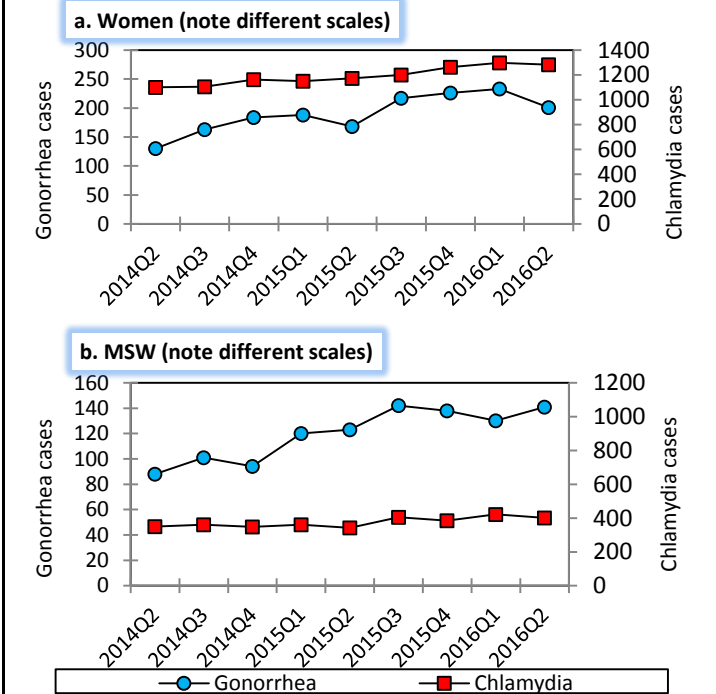 a. Women (note different scales)
Gonorrhea cases
300
250
200
150
100
50
0
1400
1200
1000
800
600
400
200
0
Chlamydia cases
2014Q2
2014Q3
2014Q4
2015Q1
2015Q2
2015Q3
2015Q4
2016Q1
2016Q2
b. MSW (note different scales)
Gonorrhea cases
160
140
120
100
80
60
40
20
0
1200
1000
800
600
400
200
0
Chlamydia cases
2014Q2
2014Q3
2014Q4
2015Q1
2015Q2
2015Q3
2015Q4
2016Q1
2016Q2
Gonorrhea Chlamydia